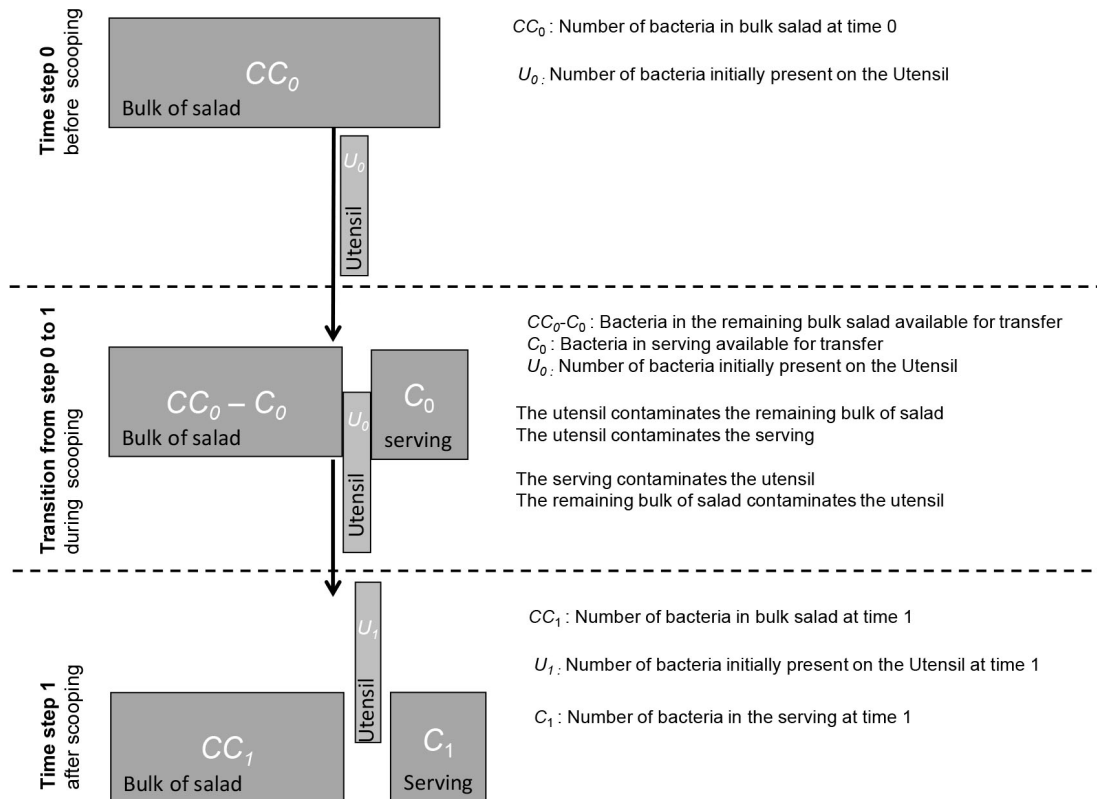 Time step 0
before scooping
CC₀
Bulk of salad
U₀
Utensil
CC₀ : Number of bacteria in bulk salad at time 0
U₀ : Number of bacteria initially present on the Utensil
Transition from step 0 to 1
during scooping
CC₀ – C₀
Bulk of salad
U₀
Utensil
C₀
serving
CC₀-C₀ : Bacteria in the remaining bulk salad available for transfer
C₀ : Bacteria in serving available for transfer
U₀ : Number of bacteria initially present on the Utensil
The utensil contaminates the remaining bulk of salad
The utensil contaminates the serving
The serving contaminates the utensil
The remaining bulk of salad contaminates the utensil
Time step 1
after scooping
CC₁
Bulk of salad
U₁
Utensil
C₁
Serving
CC₁ : Number of bacteria in bulk salad at time 1
U₁ : Number of bacteria initially present on the Utensil at time 1
C₁ : Number of bacteria in the serving at time 1